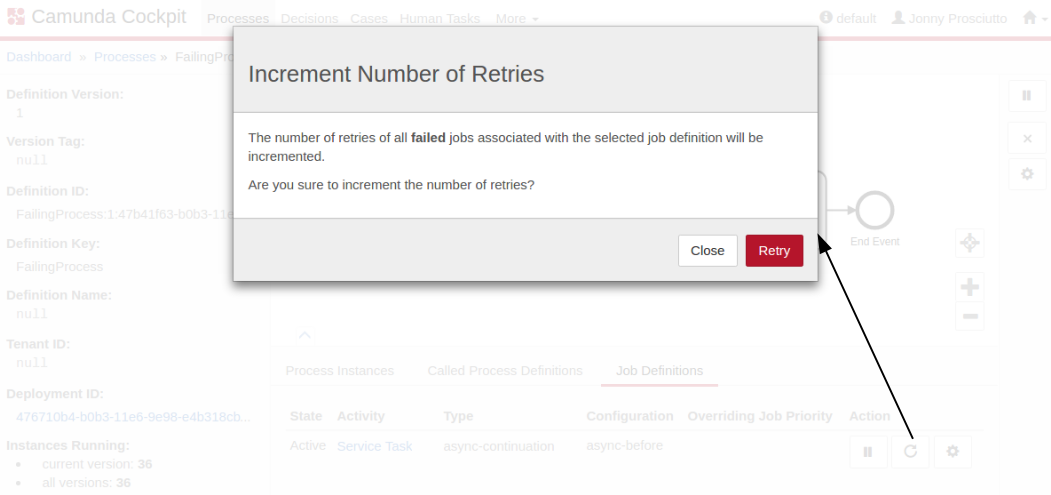 Camunda Cockpit Processes Decisions Cases Human Tasks More default Jonny Prosciutto
Dashboard » Processes » FailingPro
Increment Number of Retries
The number of retries of all failed jobs associated with the selected job definition will be
incremented.
Are you sure to increment the number of retries?
Close Retry
Definition Version:
1
Version Tag:
null
Definition ID:
FailingProcess:1:47b41f63-b0b3-11e
Definition Key:
FailingProcess
Definition Name:
null
Tenant ID:
null
Deployment ID:
476710b4-b0b3-11e6-9e98-e4b318cb...
Instances Running:
current version: 36
all versions: 36
End Event
Process Instances Called Process Definitions Job Definitions
State Activity Type Configuration Overriding Job Priority Action
Active Service Task async-continuation async-before